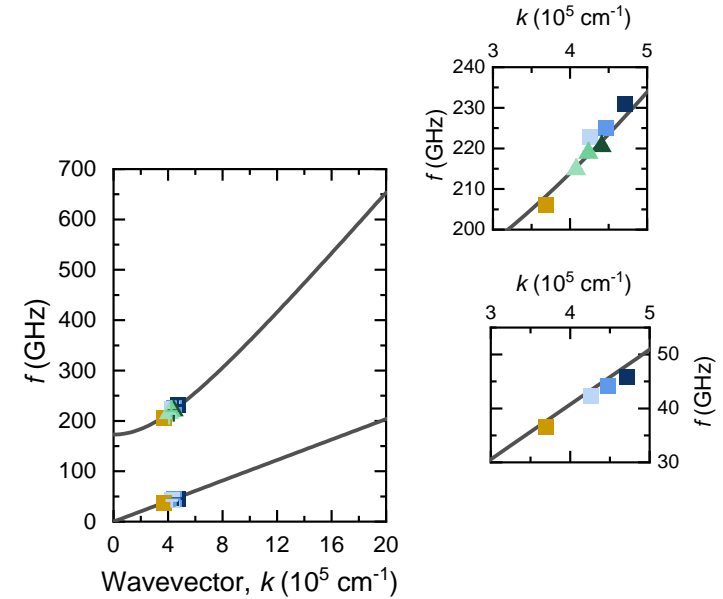 k (10⁵ cm⁻¹)
3 4 5
240
230
220
210
200
f (GHz)
700
600
500
400
300
200
100
0
f (GHz)
0 4 8 12 16 20
Wavevector, k (10⁵ cm⁻¹)
k (10⁵ cm⁻¹)
3 4 5
50
40
30
f (GHz)